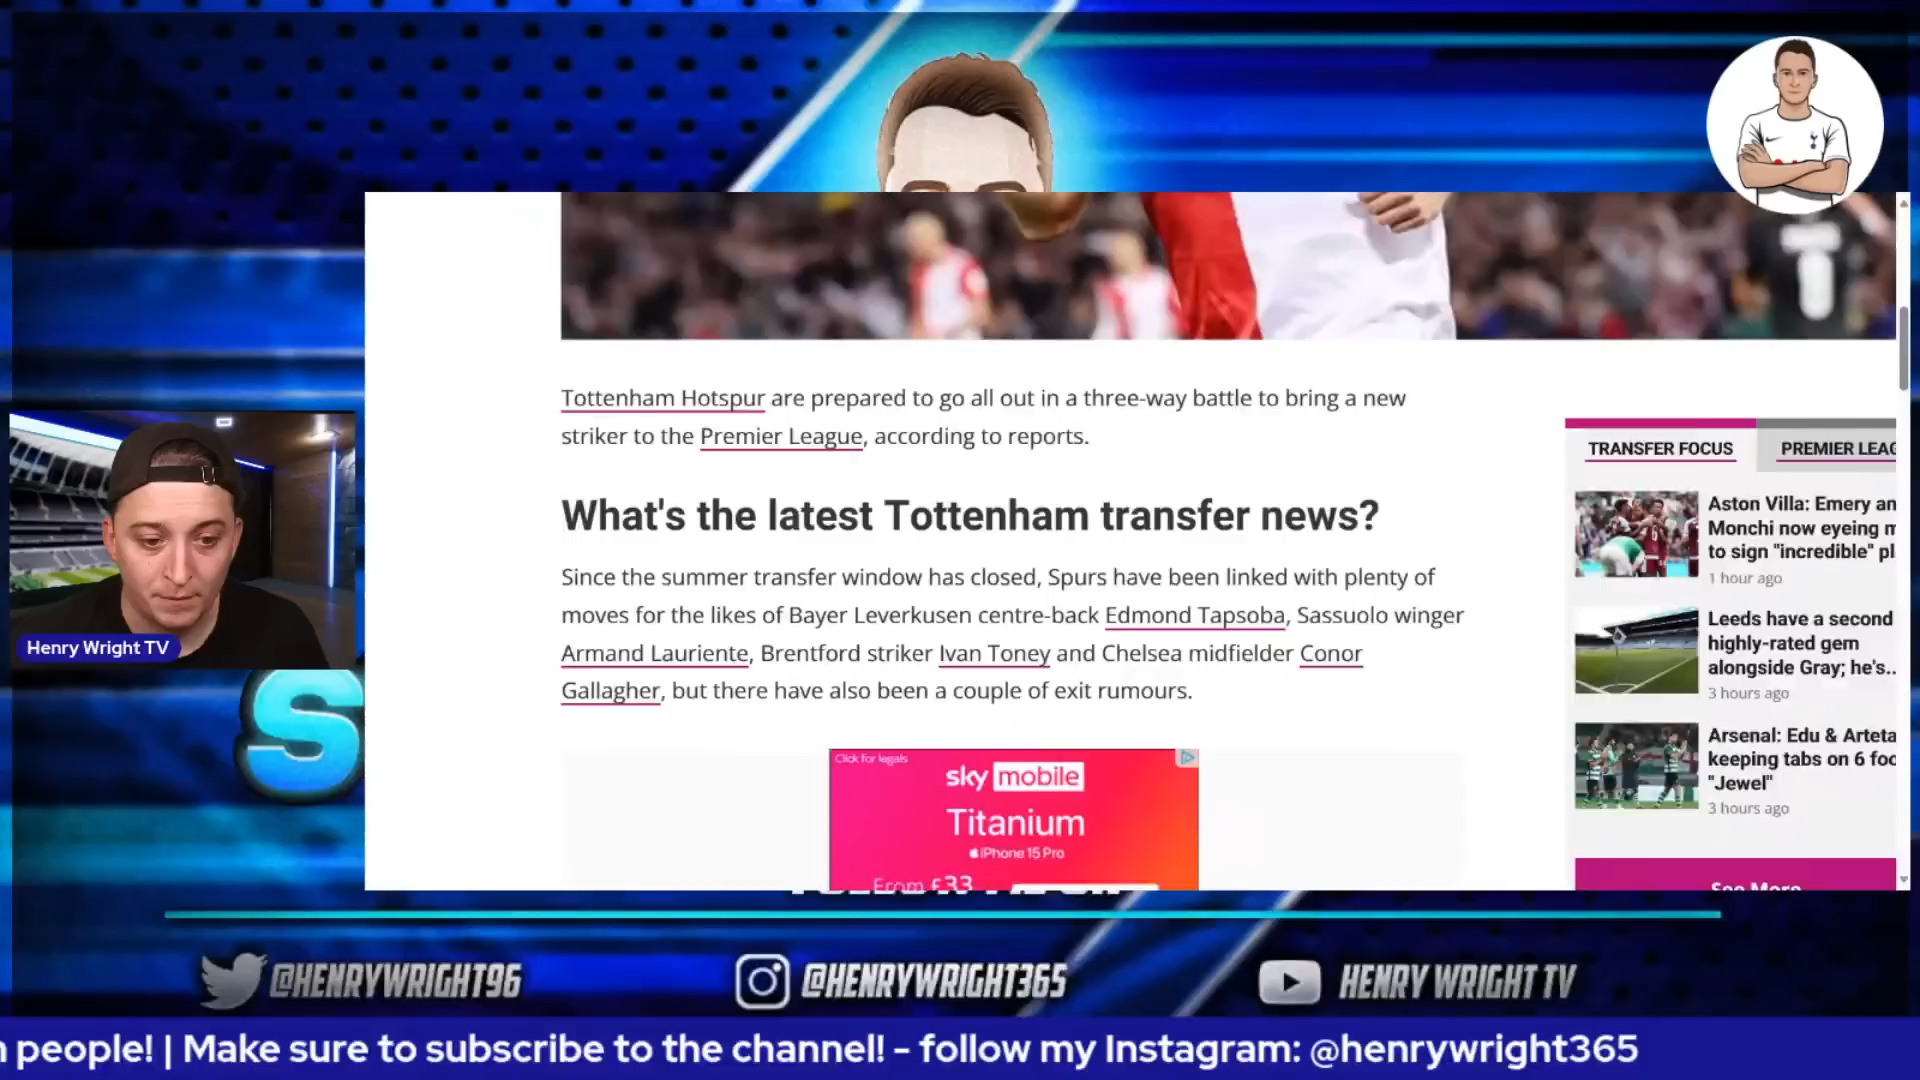 Tottenham Hotspur are prepared to go all out in a three-way battle to bring a new
striker to the Premier League, according to reports.
What's the latest Tottenham transfer news?
Since the summer transfer window has closed, Spurs have been linked with plenty of
moves for the likes of Bayer Leverkusen centre-back Edmond Tapsoba, Sassuolo winger
Armand Lauriente, Brentford striker Ivan Toney and Chelsea midfielder Conor
Gallagher, but there have also been a couple of exit rumours.
Click for legals
sky mobile
Titanium
iPhone 15 Pro
From £33
TRANSFER FOCUS
PREMIER LEAG
Aston Villa: Emery an
Monchi now eyeing m
to sign "incredible" pl
1 hour ago
Leeds have a second
highly-rated gem
alongside Gray; he's..
3 hours ago
Arsenal: Edu & Arteta
keeping tabs on 6 foo
"Jewel"
3 hours ago
See More
Henry Wright TV
S
@HENRYWRIGHT96
@HENRYWRIGHT365
HENRY WRIGHT TV
n people! | Make sure to subscribe to the channel! - follow my Instagram: @henrywright365